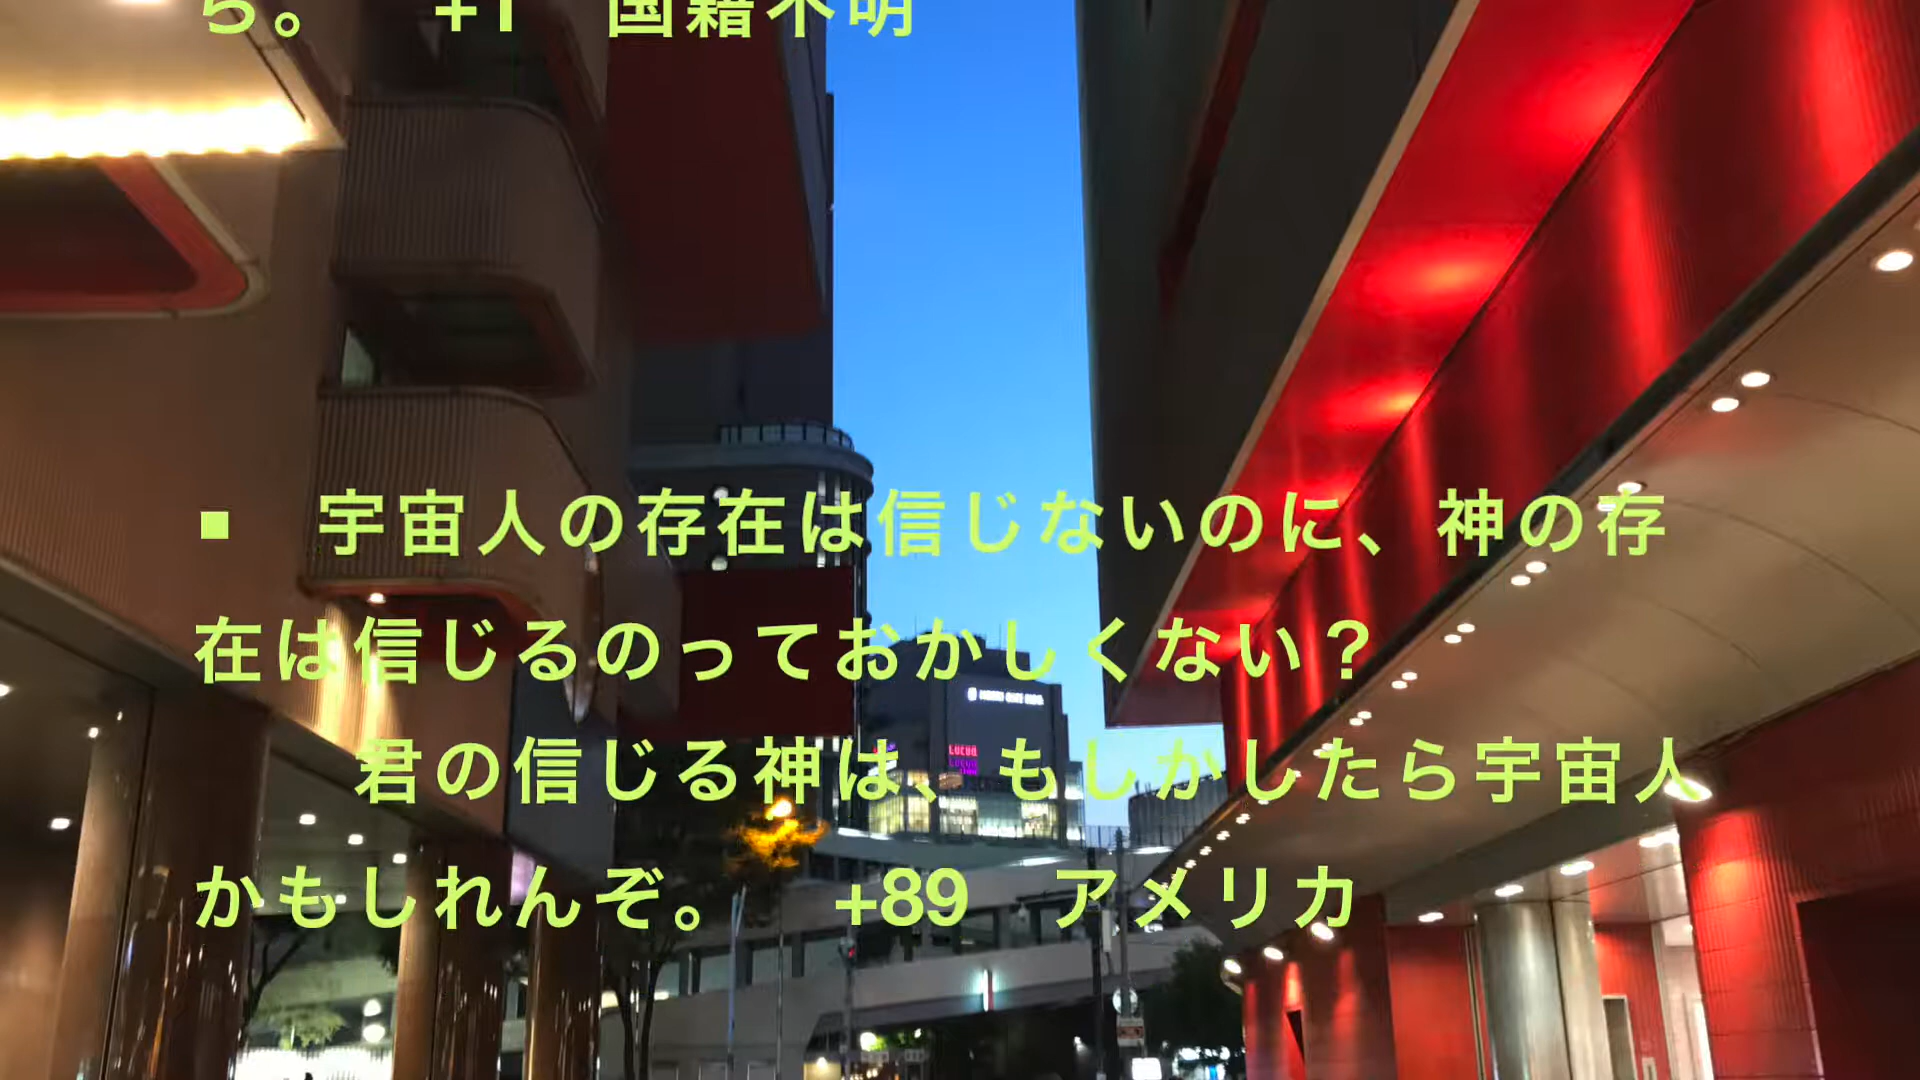 ら。　+1　国籍不明
■　宇宙人の存在は信じないのに、神の存
在は信じるのっておかしくない？
君の信じる神は、もしかしたら宇宙人
かもしれんぞ。　+89　アメリカ
LUCUA
LUCUA